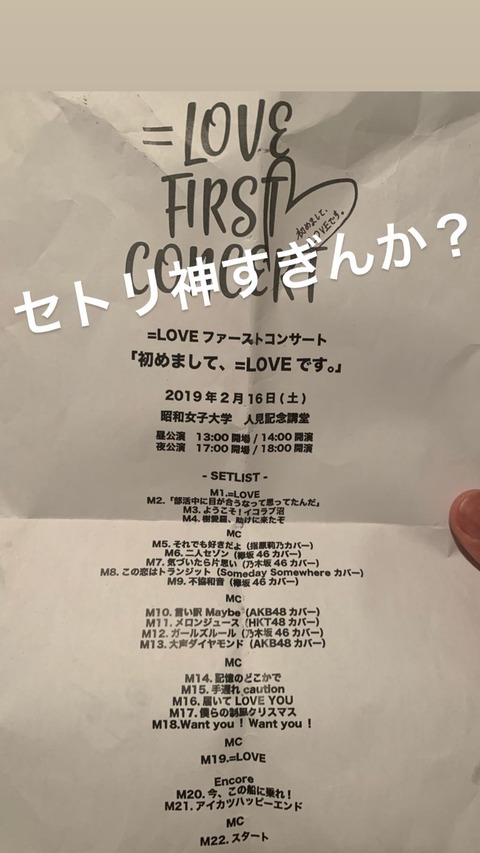 =LOVE
FIRST
CONCERT
初めまして、
=LOVEです。
セトリ神すぎんか？
=LOVE ファーストコンサート
「初めまして、=LOVE です。」
2019 年 2 月 16 日 ( 土 )
昭和女子大学　人見記念講堂
昼公演　13:00 開場 / 14:00 開演
夜公演　17:00 開場 / 18:00 開演
- SETLIST -
M1.=LOVE
M2.「部活中に目が合うなって思ってたんだ」
M3. ようこそ！イコラブ沼
M4. 樹愛羅、助けに来たぞ
MC
M5. それでも好きだよ（指原莉乃カバー）
M6. 二人セゾン（欅坂 46 カバー）
M7. 気づいたら片思い（乃木坂 46 カバー）
M8. この恋はトランジット（Someday Somewhere カバー）
M9. 不協和音（欅坂 46 カバー）
MC
M10. 言い訳 Maybe（AKB48 カバー）
M11. メロンジュース（HKT48 カバー）
M12. ガールズルール（乃木坂 46 カバー）
M13. 大声ダイヤモンド（AKB48 カバー）
MC
M14. 記憶のどこかで
M15. 手遅れ caution
M16. 届いて LOVE YOU
M17. 僕らの制服クリスマス
M18.Want you！Want you！
MC
M19.=LOVE
Encore
M20. 今、この船に乗れ！
M21. アイカツハッピーエンド
MC
M22. スタート